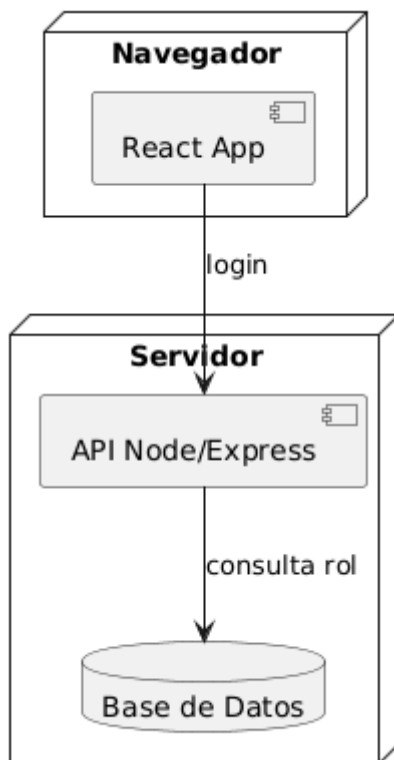 Navegador
React App
login
Servidor
API Node/Express
consulta rol
Base de Datos